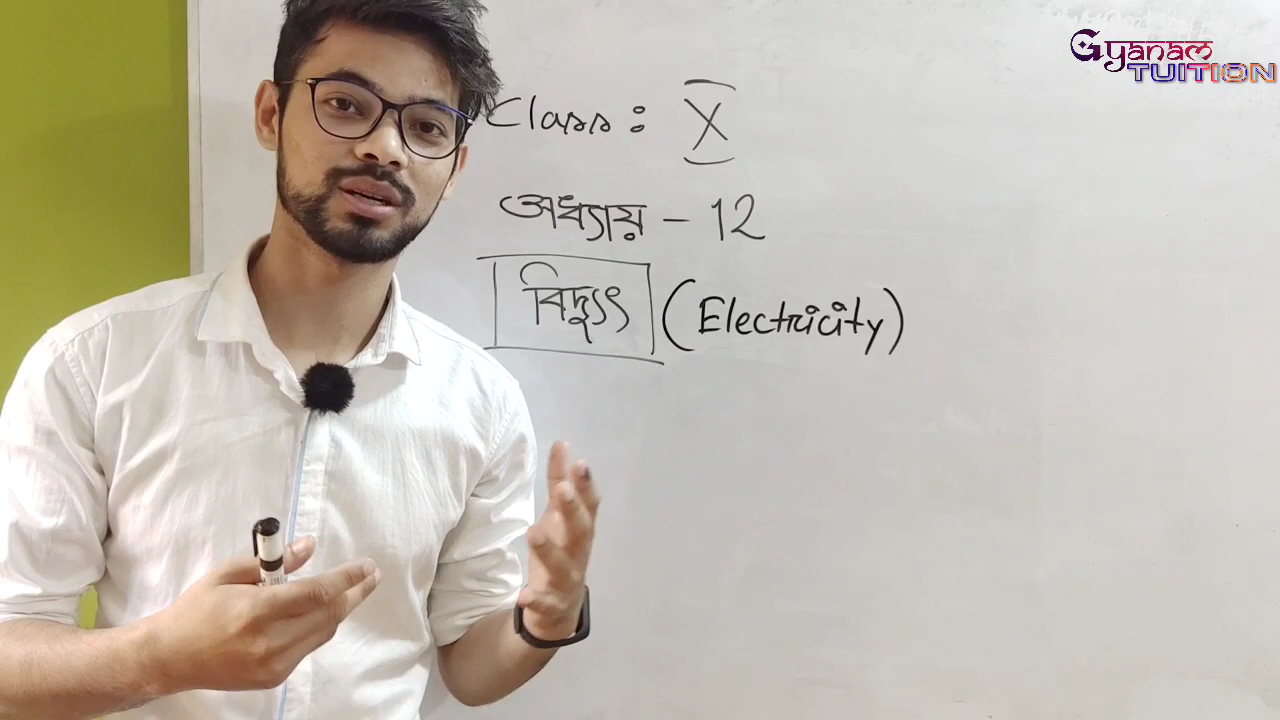 Gyanam
TUITION
Class: X
অধ্যায় - 12
বিদ্যুৎ (Electricity)